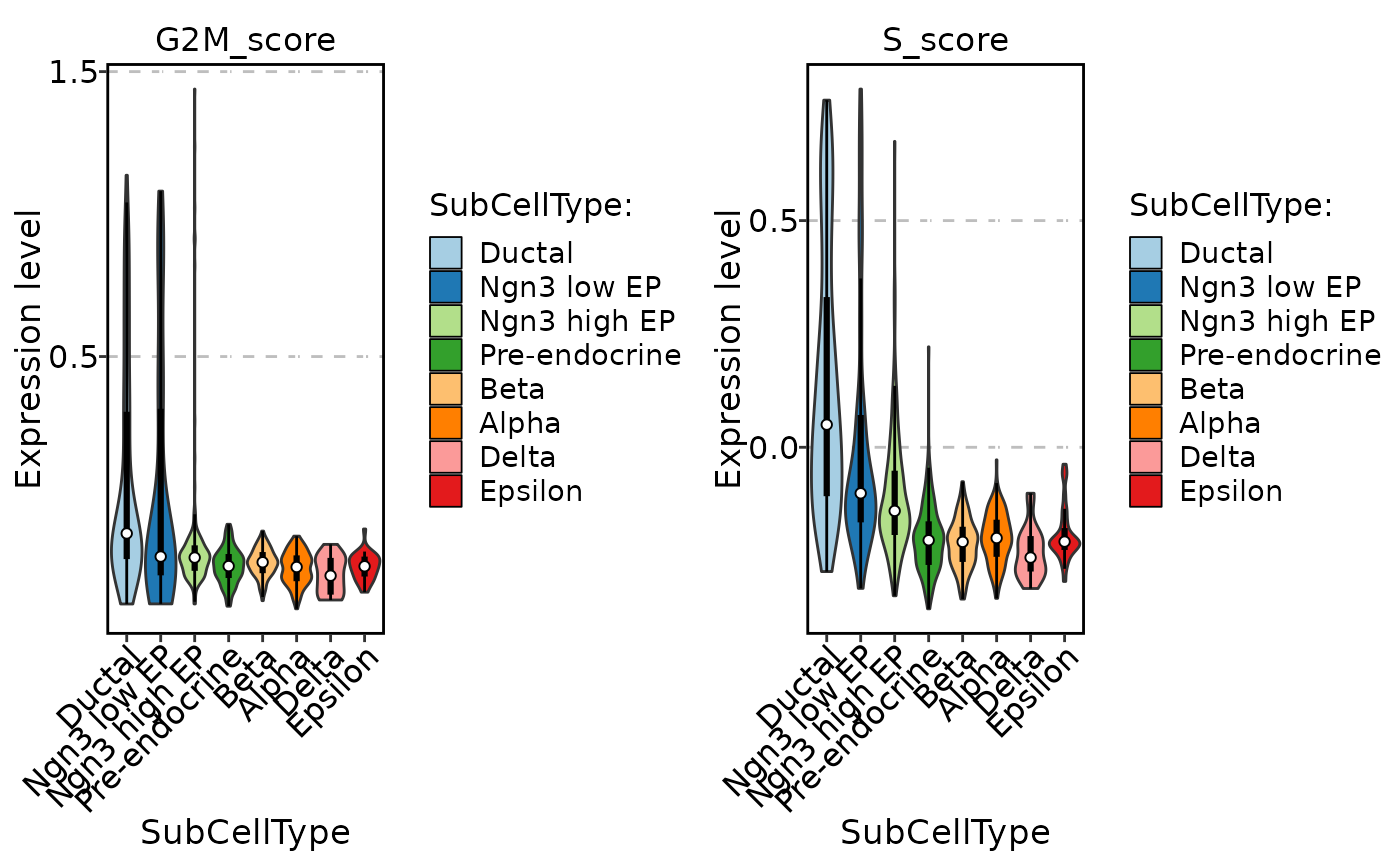 G2M_score
1.5
0.5
Expression level
Ductal
Ngn3 low EP
Ngn3 high EP
Pre-endocrine
Beta
Alpha
Delta
Epsilon
SubCellType
SubCellType:
Ductal
Ngn3 low EP
Ngn3 high EP
Pre-endocrine
Beta
Alpha
Delta
Epsilon
S_score
0.5
0.0
Expression level
Ductal
Ngn3 low EP
Ngn3 high EP
Pre-endocrine
Beta
Alpha
Delta
Epsilon
SubCellType
SubCellType:
Ductal
Ngn3 low EP
Ngn3 high EP
Pre-endocrine
Beta
Alpha
Delta
Epsilon